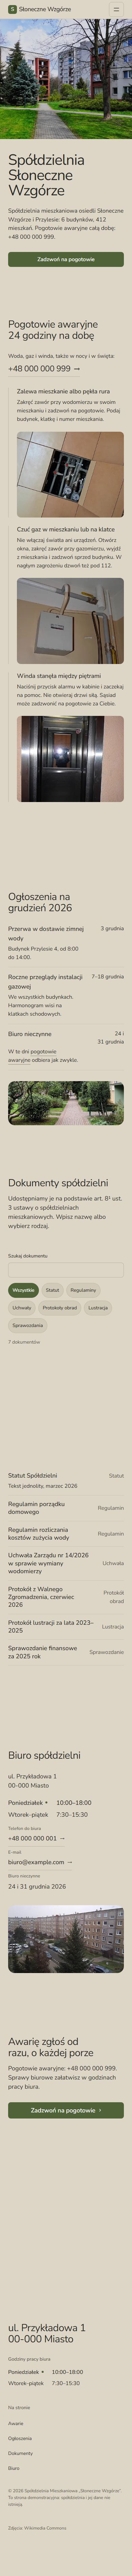 S Słoneczne Wzgórze
Spółdzielnia
Słoneczne
Wzgórze
Spółdzielnia mieszkaniowa osiedli Słoneczne
Wzgórze i Przylesie: 6 budynków, 412
mieszkań. Pogotowie awaryjne całą dobę:
+48 000 000 999.
Zadzwoń na pogotowie
Pogotowie awaryjne
24 godziny na dobę
Woda, gaz i winda, także w nocy i w święta:
+48 000 000 999 →
Zalewa mieszkanie albo pękła rura
Zakręć zawór przy wodomierzu w swoim
mieszkaniu i zadzwoń na pogotowie. Podaj
budynek, klatkę i numer mieszkania.
Czuć gaz w mieszkaniu lub na klatce
Nie włączaj światła ani urządzeń. Otwórz
okna, zakręć zawór przy gazomierzu, wyjdź
z mieszkania i zadzwoń sprzed budynku. W
nagłym zagrożeniu dzwoń też pod 112.
Winda stanęła między piętrami
Naciśnij przycisk alarmu w kabinie i zaczekaj
na pomoc. Nie otwieraj drzwi siłą. Sąsiad
może zadzwonić na pogotowie za Ciebie.
Ogłoszenia na
grudzień 2026
Przerwa w dostawie zimnej
wody
3 grudnia
Budynek Przylesie 4, od 8:00
do 14:00.
Roczne przeglądy instalacji
gazowej
7–18 grudnia
We wszystkich budynkach.
Harmonogram wisi na
klatkach schodowych.
Biuro nieczynne
24 i
31 grudnia
W te dni pogotowie
awaryjne odbiera jak zwykle.
Dokumenty spółdzielni
Udostępniamy je na podstawie art. 8¹ ust.
3 ustawy o spółdzielniach
mieszkaniowych. Wpisz nazwę albo
wybierz rodzaj.
Szukaj dokumentu
Wszystkie Statut Regulaminy
Uchwały Protokoły obrad Lustracja
Sprawozdania
7 dokumentów
Statut Spółdzielni Statut
Tekst jednolity, marzec 2026
Regulamin porządku
domowego
Regulamin
Regulamin rozliczania
kosztów zużycia wody
Regulamin
Uchwała Zarządu nr 14/2026
w sprawie wymiany
wodomierzy
Uchwała
Protokół z Walnego
Zgromadzenia, czerwiec
2026
Protokół
obrad
Protokół lustracji za lata 2023–
2025
Lustracja
Sprawozdanie finansowe
za 2025 rok
Sprawozdanie
Biuro spółdzielni
ul. Przykładowa 1
00-000 Miasto
Poniedziałek 10:00–18:00
Wtorek–piątek 7:30–15:30
Telefon do biura
+48 000 000 001 →
E-mail
biuro@example.com →
Biuro nieczynne
24 i 31 grudnia 2026
Awarię zgłoś od
razu, o każdej porze
Pogotowie awaryjne: +48 000 000 999.
Sprawy biurowe załatwisz w godzinach
pracy biura.
Zadzwoń na pogotowie ›
ul. Przykładowa 1
00-000 Miasto
Godziny pracy biura
Poniedziałek 10:00–18:00
Wtorek–piątek 7:30–15:30
Na stronie
Awarie
Ogłoszenia
Dokumenty
Biuro
© 2026 Spółdzielnia Mieszkaniowa „Słoneczne Wzgórze”.
To strona demonstracyjna: spółdzielnia i jej dane nie
istnieją.
Zdjęcia: Wikimedia Commons